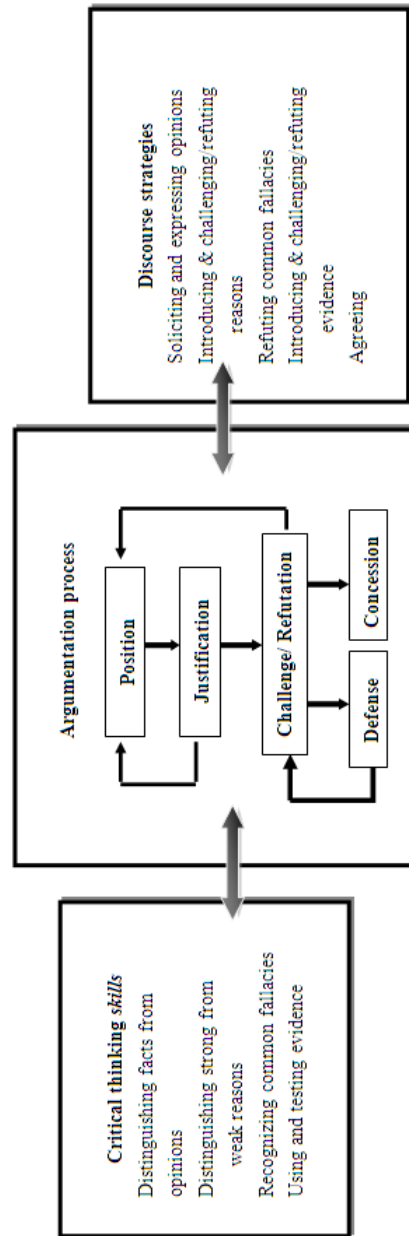 Critical thinking skills
Distinguishing facts from
opinions
Distinguishing strong from
weak reasons
Recognizing common fallacies
Using and testing evidence
Argumentation process
Position
Justification
Challenge/ Refutation
Defense
Concession
Discourse strategies
Soliciting and expressing opinions
Introducing & challenging/refuting
reasons
Refuting common fallacies
Introducing & challenging/refuting
evidence
Agreeing